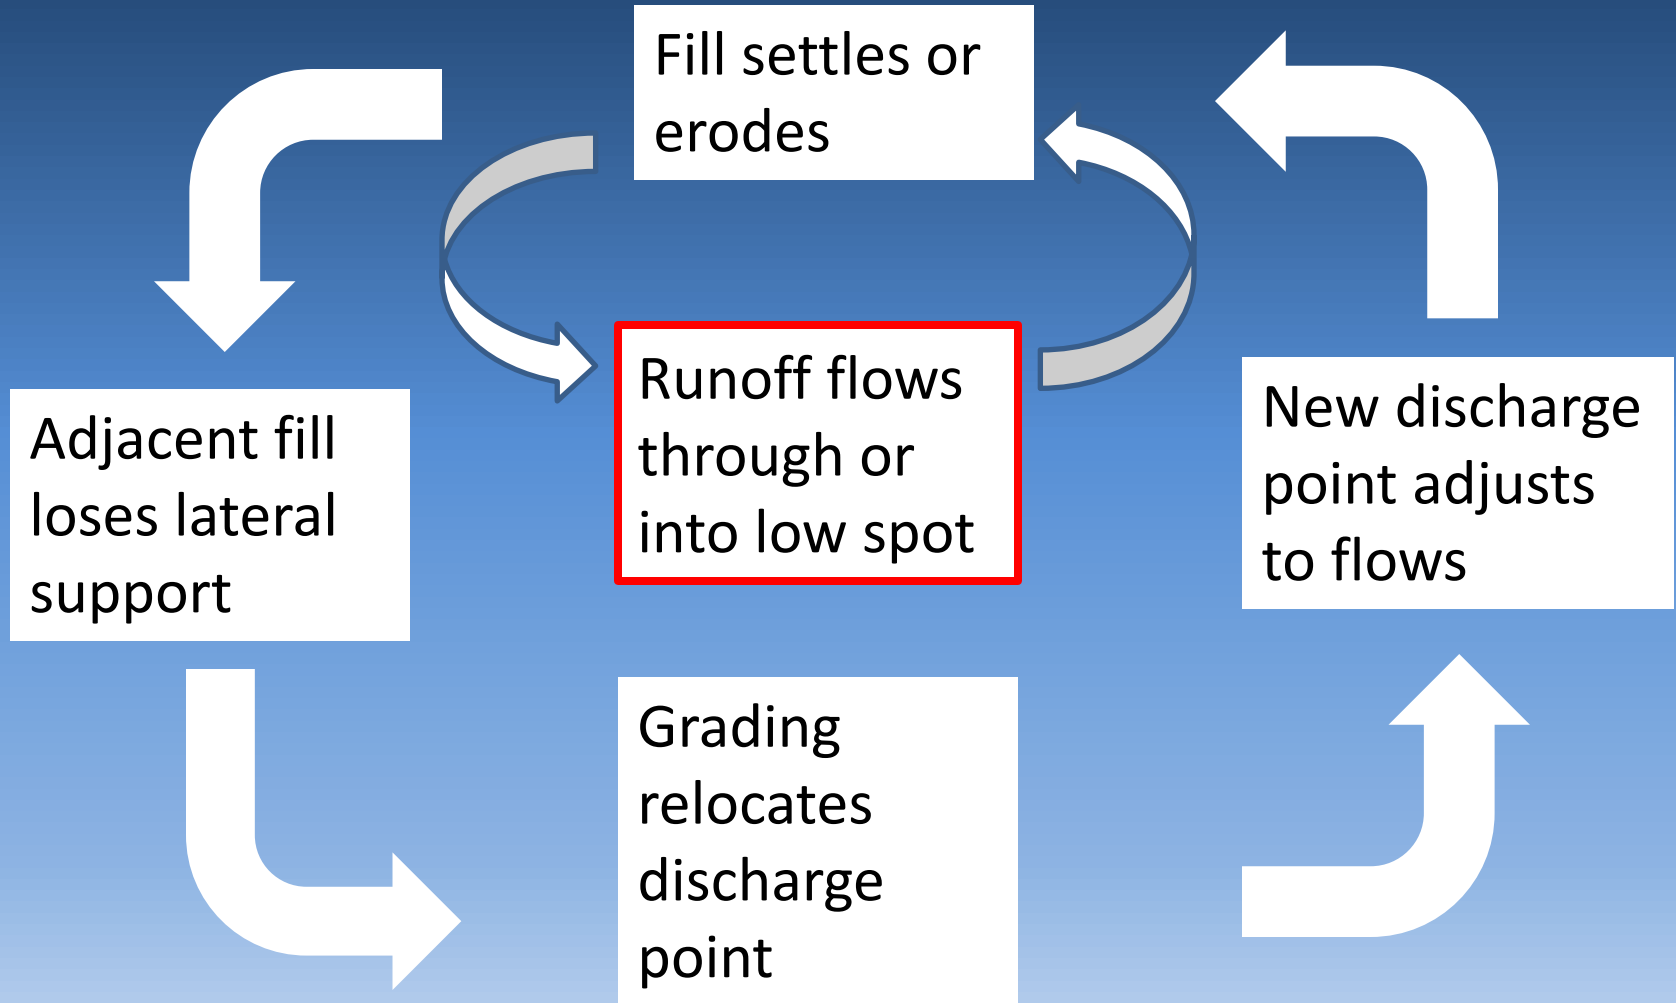 Fill settles or
erodes
Runoff flows
through or
into low spot
Adjacent fill
loses lateral
support
New discharge
point adjusts
to flows
Grading
relocates
discharge
point